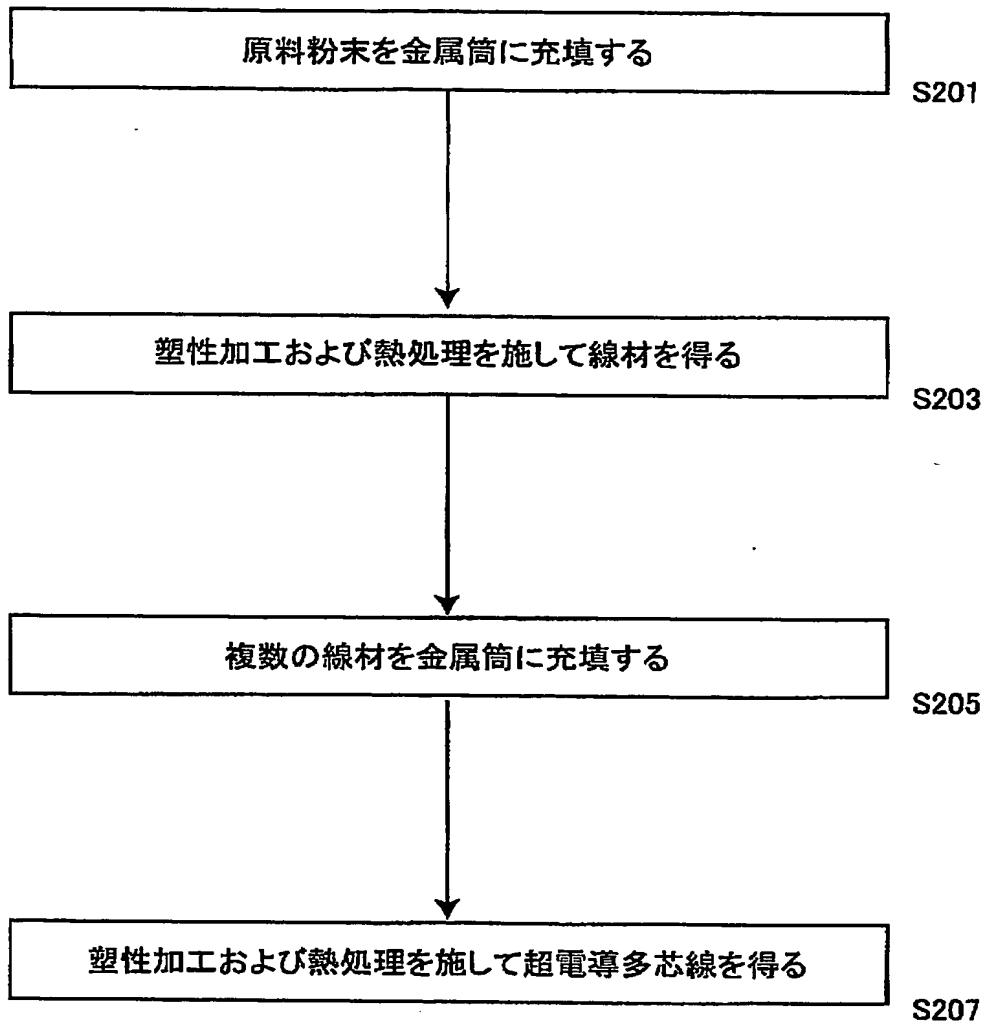 原料粉末を金属筒に充填する
S201
塑性加工および熱処理を施して線材を得る
S203
複数の線材を金属筒に充填する
S205
塑性加工および熱処理を施して超電導多芯線を得る
S207